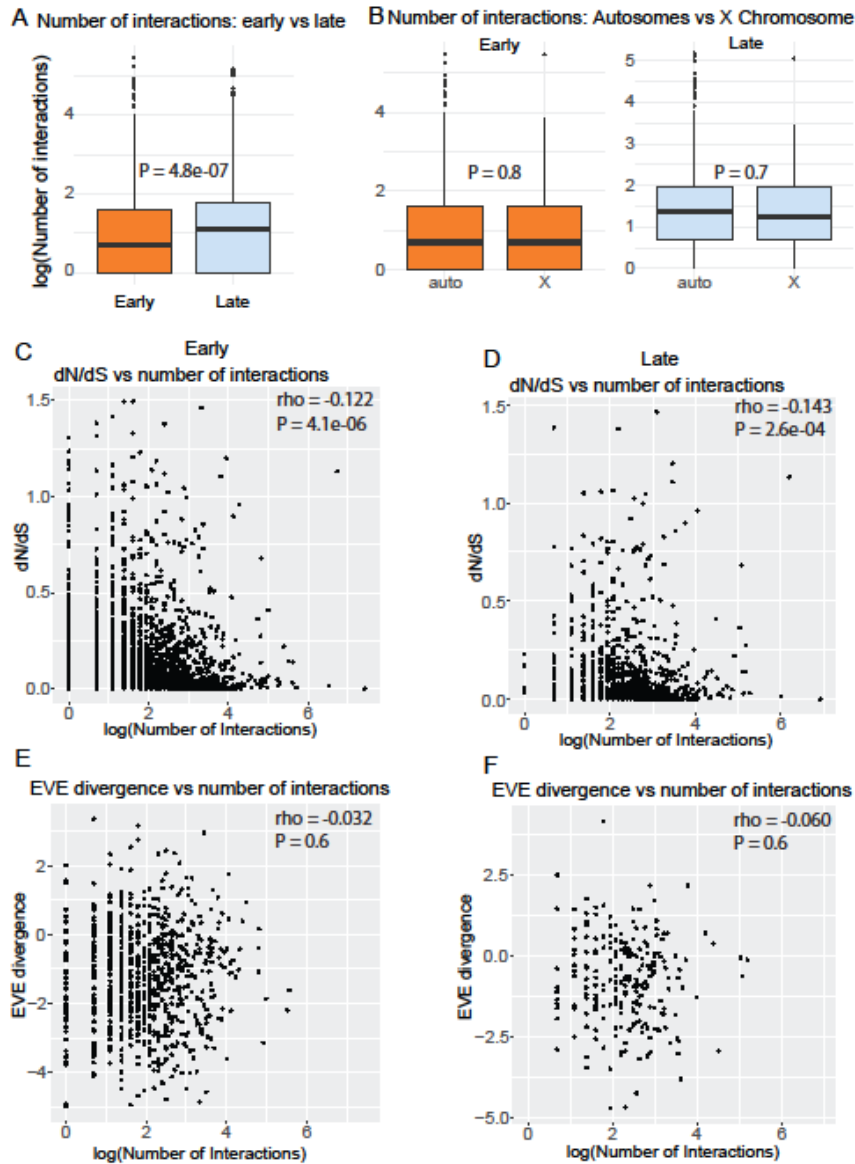 A Number of interactions: early vs late
B Number of interactions: Autosomes vs X Chromosome
Early
Late
log(Number of interactions)
4
2
0
P = 4.8e-07
Early
Late
4
2
0
P = 0.8
auto
X
5
4
3
2
1
0
P = 0.7
auto
X
C
Early
dN/dS vs number of interactions
rho = -0.122
P = 4.1e-06
dN/dS
1.5
1.0
0.5
0.0
0
2
4
6
log(Number of Interactions)
D
Late
dN/dS vs number of interactions
rho = -0.143
P = 2.6e-04
dN/dS
1.5
1.0
0.5
0.0
0
2
4
6
log(Number of Interactions)
E
EVE divergence vs number of interactions
rho = -0.032
P = 0.6
EVE divergence
2
0
−2
−4
0
2
4
6
log(Number of Interactions)
F
EVE divergence vs number of interactions
rho = -0.060
P = 0.6
EVE divergence
2.5
0.0
−2.5
−5.0
0
2
4
6
log(Number of Interactions)